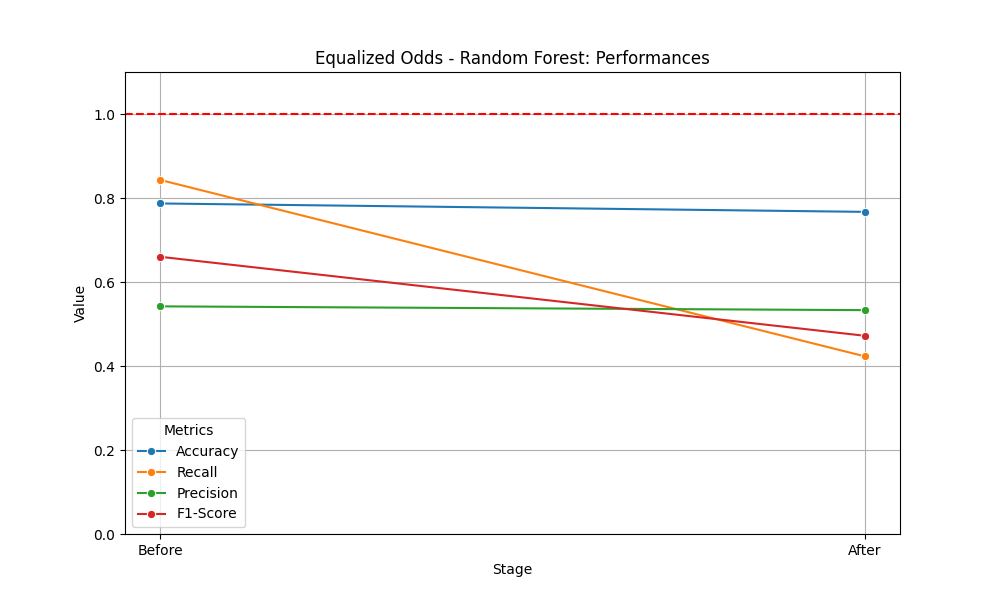 Equalized Odds - Random Forest: Performances
Value
1.0
0.8
0.6
0.4
0.2
0.0
Metrics
Accuracy
Recall
Precision
F1-Score
Before
After
Stage